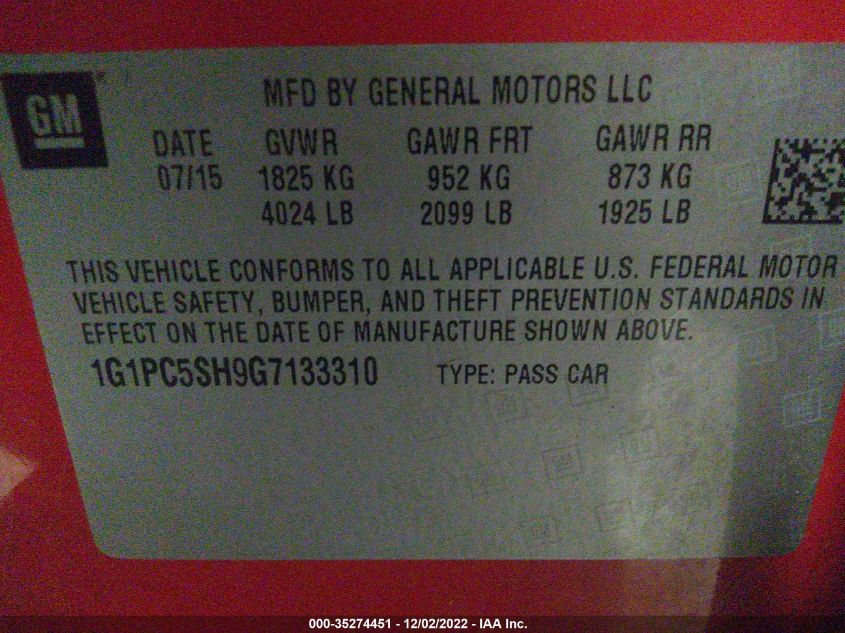 GM
MFD BY GENERAL MOTORS LLC
DATE GVWR GAWR FRT GAWR RR
07/15 1825 KG 952 KG 873 KG
4024 LB 2099 LB 1925 LB
THIS VEHICLE CONFORMS TO ALL APPLICABLE U.S. FEDERAL MOTOR
VEHICLE SAFETY, BUMPER, AND THEFT PREVENTION STANDARDS IN
EFFECT ON THE DATE OF MANUFACTURE SHOWN ABOVE.
1G1PC5SH9G7133310 TYPE: PASS CAR
000-35274451 - 12/02/2022 - IAA Inc.